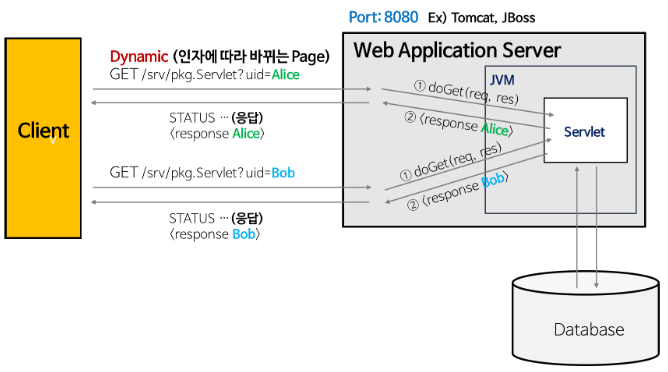 Port: 8080 Ex) Tomcat, JBoss
Web Application Server
Dynamic (인자에 따라 바뀌는 Page)
GET /srv/pkg.Servlet? uid=Alice
JVM
① doGet(req, res)
STATUS … (응답)
<response Alice>
② <response Alice>
Client
Servlet
① doGet(req, res)
GET /srv/pkg.Servlet? uid=Bob
② <response Bob>
STATUS … (응답)
<response Bob>
Database